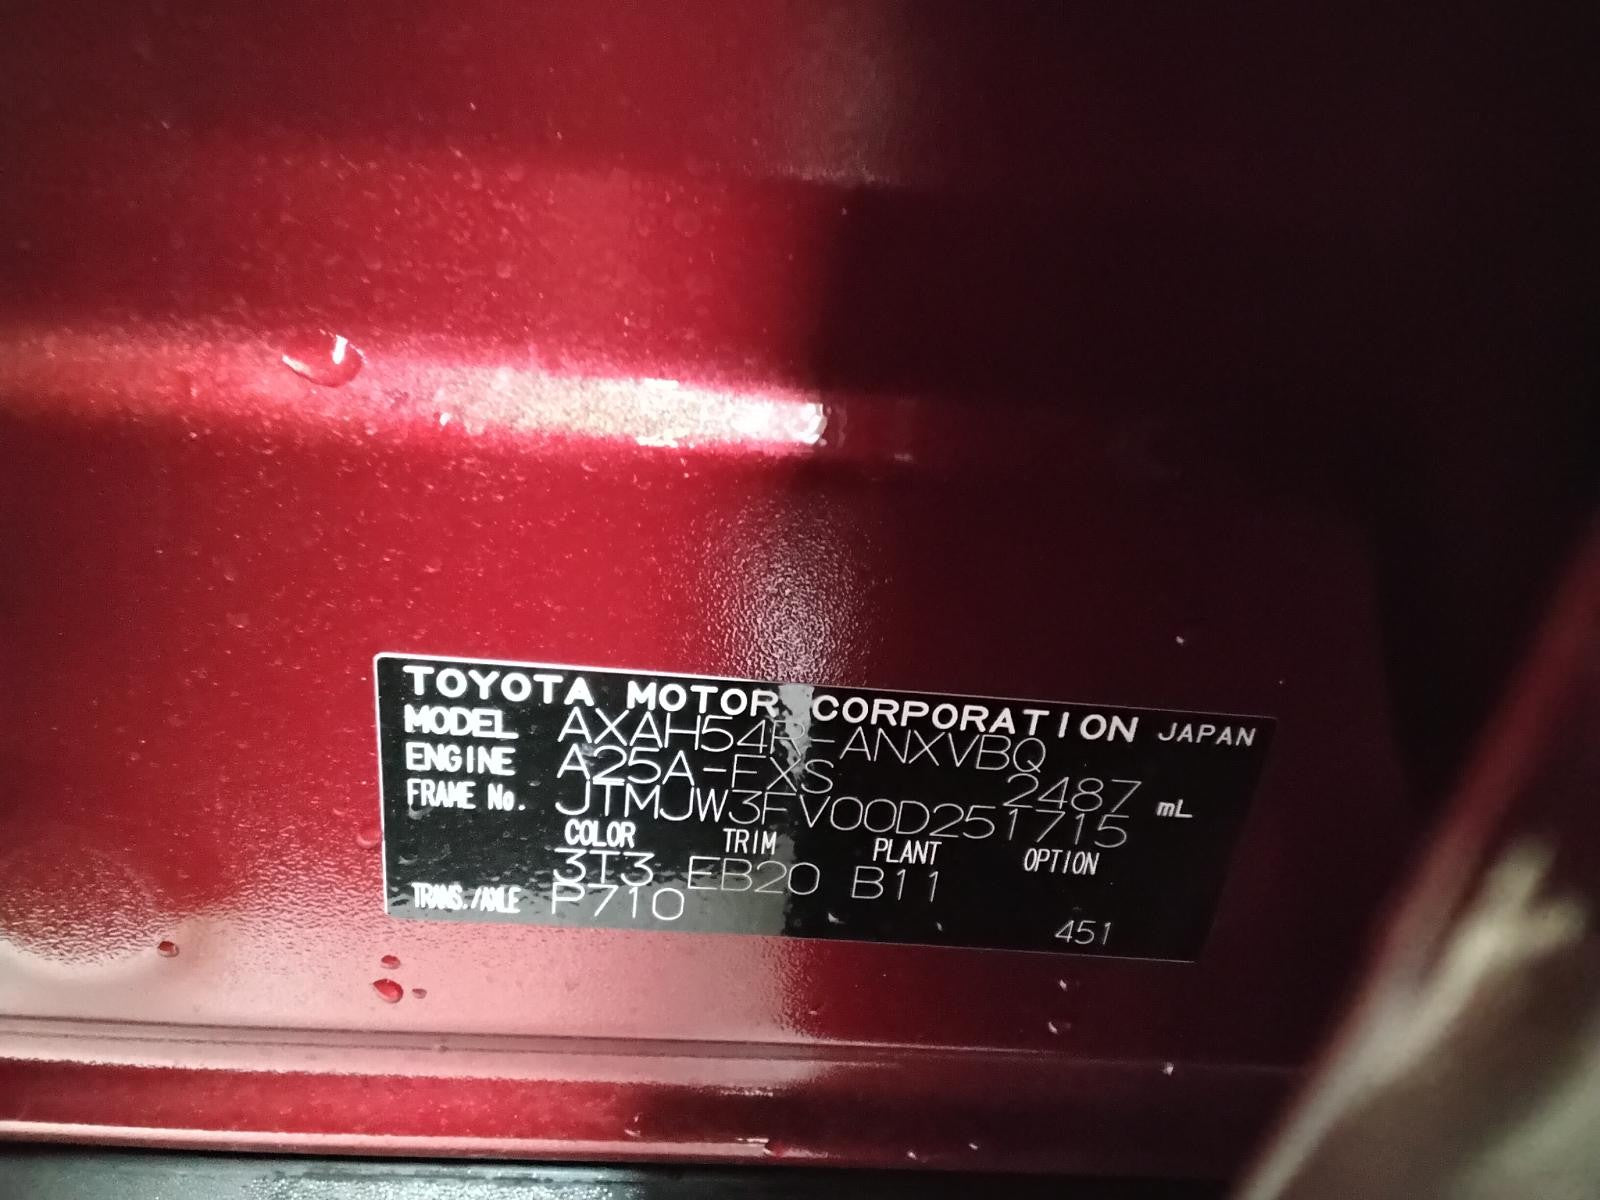 TOYOTA MOTOR CORPORATION JAPAN
MODEL AXAH54R-ANXVBQ
ENGINE A25A-FXS 2487 mL
FRAME No. JTMJW3FV00D251715
COLOR TRIM PLANT OPTION
3T3 EB20 B11
TRANS./AXLE P710
451